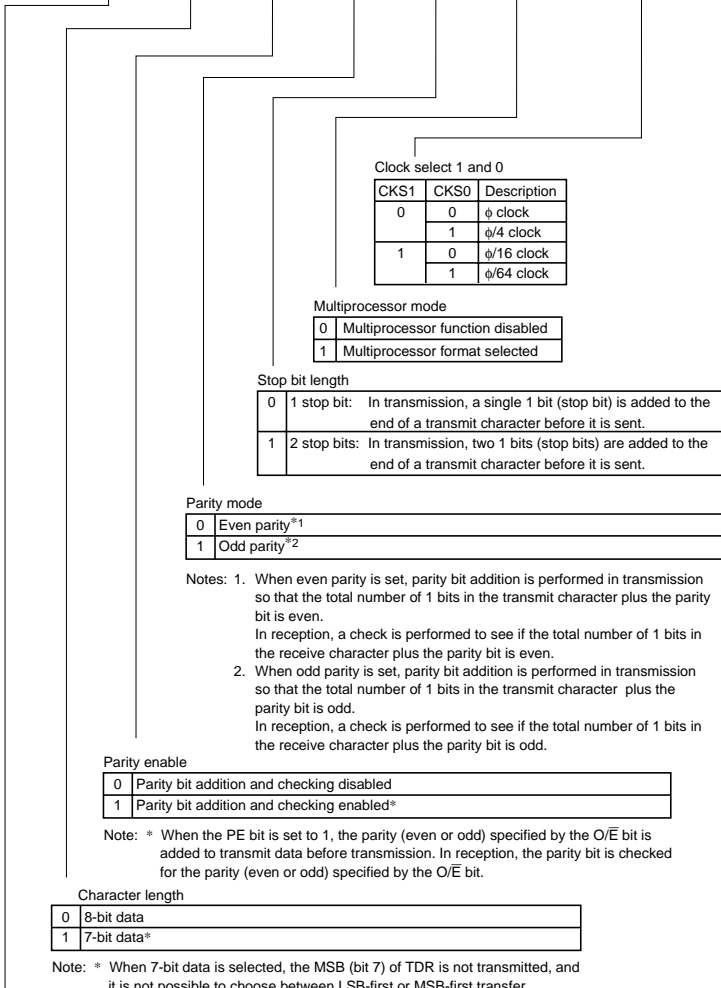 Clock select 1 and 0
CKS1 CKS0 Description
0 0 ϕ clock
1 ϕ/4 clock
1 0 ϕ/16 clock
1 ϕ/64 clock
Multiprocessor mode
0 Multiprocessor function disabled
1 Multiprocessor format selected
Stop bit length
0 1 stop bit: In transmission, a single 1 bit (stop bit) is added to the
end of a transmit character before it is sent.
1 2 stop bits: In transmission, two 1 bits (stop bits) are added to the
end of a transmit character before it is sent.
Parity mode
0 Even parity*1
1 Odd parity*2
Notes: 1. When even parity is set, parity bit addition is performed in transmission
so that the total number of 1 bits in the transmit character plus the parity
bit is even.
In reception, a check is performed to see if the total number of 1 bits in
the receive character plus the parity bit is even.
2. When odd parity is set, parity bit addition is performed in transmission
so that the total number of 1 bits in the transmit character plus the
parity bit is odd.
In reception, a check is performed to see if the total number of 1 bits in
the receive character plus the parity bit is odd.
Parity enable
0 Parity bit addition and checking disabled
1 Parity bit addition and checking enabled*
Note: * When the PE bit is set to 1, the parity (even or odd) specified by the O/E̅ bit is
added to transmit data before transmission. In reception, the parity bit is checked
for the parity (even or odd) specified by the O/E̅ bit.
Character length
0 8-bit data
1 7-bit data*
Note: * When 7-bit data is selected, the MSB (bit 7) of TDR is not transmitted, and
it is not possible to choose between LSB-first or MSB-first transfer